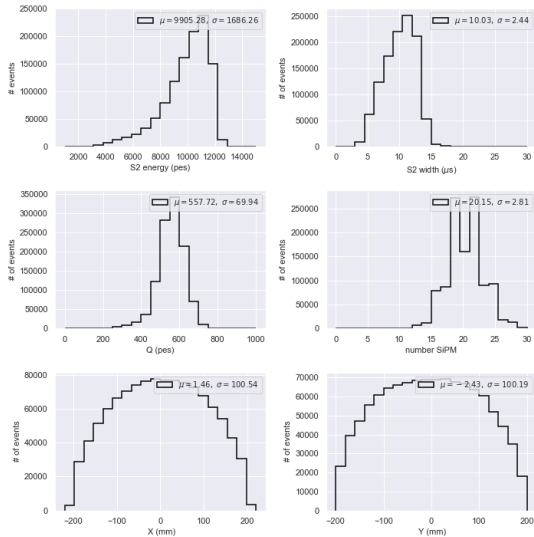 250000
200000
150000
100000
50000
0
# of events
μ = 9905.28, σ = 1686.26
2000 4000 6000 8000 10000 12000 14000
S2 energy (pes)
250000
200000
150000
100000
50000
0
# of events
μ = 10.03, σ = 2.44
0 5 10 15 20 25 30
S2 width (μs)
350000
300000
250000
200000
150000
100000
50000
0
# of events
μ = 557.72, σ = 69.94
0 200 400 600 800 1000
Q (pes)
250000
200000
150000
100000
50000
0
# of events
μ = 20.15, σ = 2.81
0 5 10 15 20 25 30
number SiPM
80000
60000
40000
20000
0
# of events
μ = 1.46, σ = 100.54
−200 −100 0 100 200
X (mm)
70000
60000
50000
40000
30000
20000
10000
0
# of events
μ = −2.43, σ = 100.19
−200 −100 0 100 200
Y (mm)